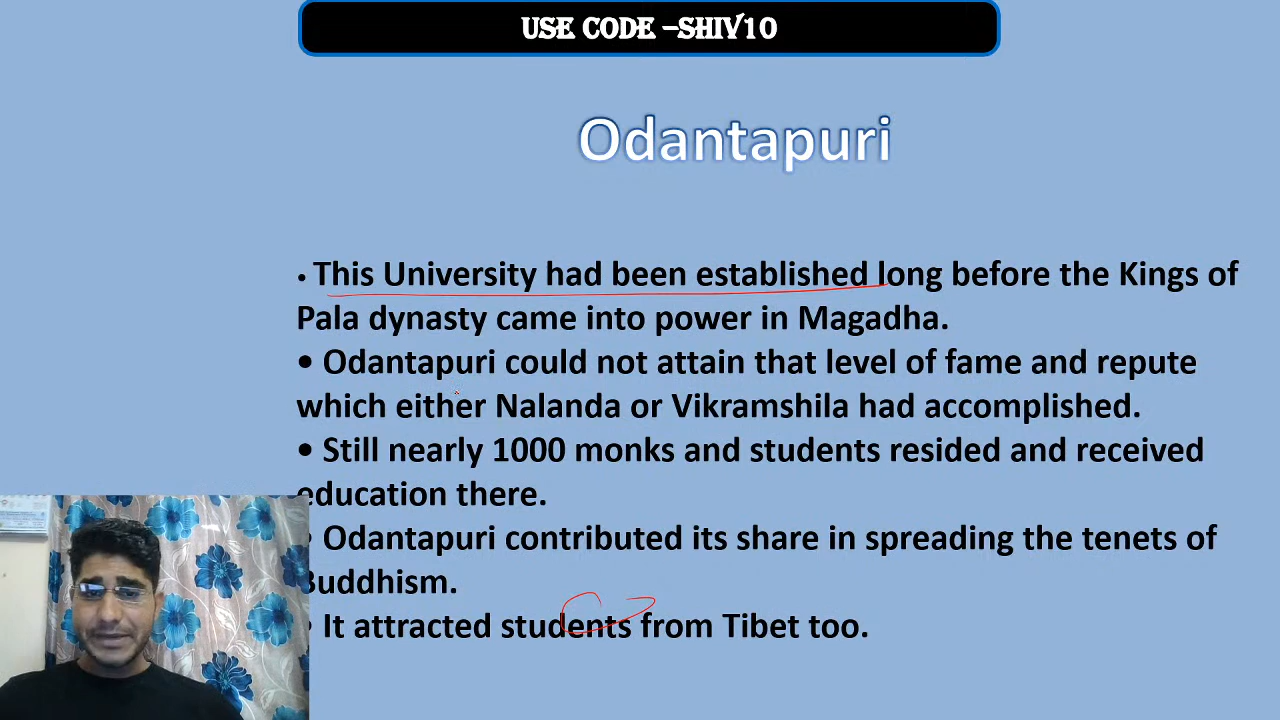 USE CODE –SHIV10
Odantapuri
• This University had been established long before the Kings of
Pala dynasty came into power in Magadha.
• Odantapuri could not attain that level of fame and repute
which either Nalanda or Vikramshila had accomplished.
• Still nearly 1000 monks and students resided and received
education there.
• Odantapuri contributed its share in spreading the tenets of
Buddhism.
• It attracted students from Tibet too.